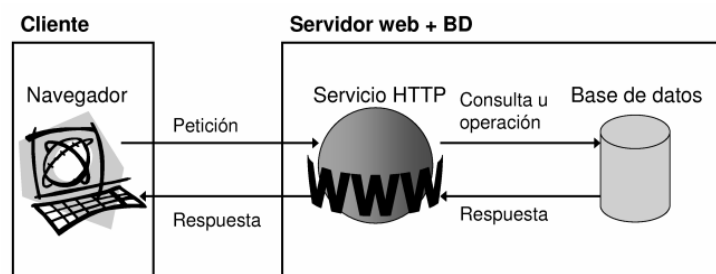 Cliente
Servidor web + BD
Navegador
Servicio HTTP
Consulta u
operación
Base de datos
Petición
WWW
Respuesta
Respuesta